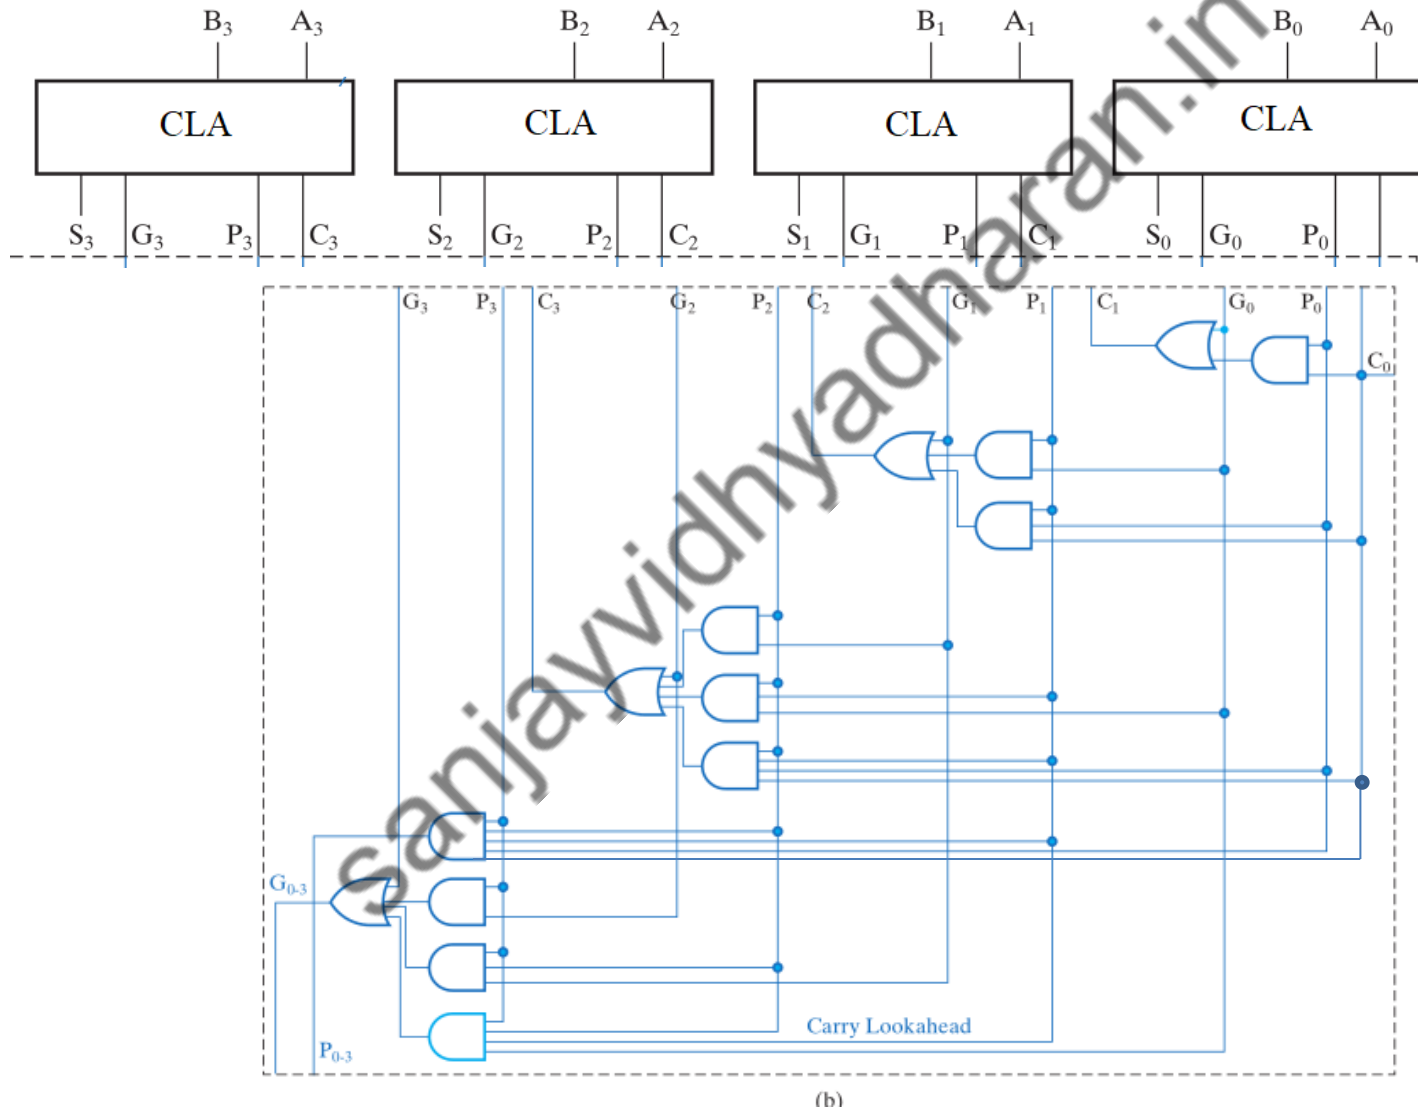 B₃ A₃ B₂ A₂ B₁ A₁ B₀ A₀
CLA CLA CLA CLA
S₃ G₃ P₃ C₃ S₂ G₂ P₂ C₂ S₁ G₁ P₁ C₁ S₀ G₀ P₀
G₃ P₃ C₃ G₂ P₂ C₂ G₁ P₁ C₁ G₀ P₀
C₀
G₀₋₃
Carry Lookahead
P₀₋₃
(b)
sanjayvidhyadharan.in